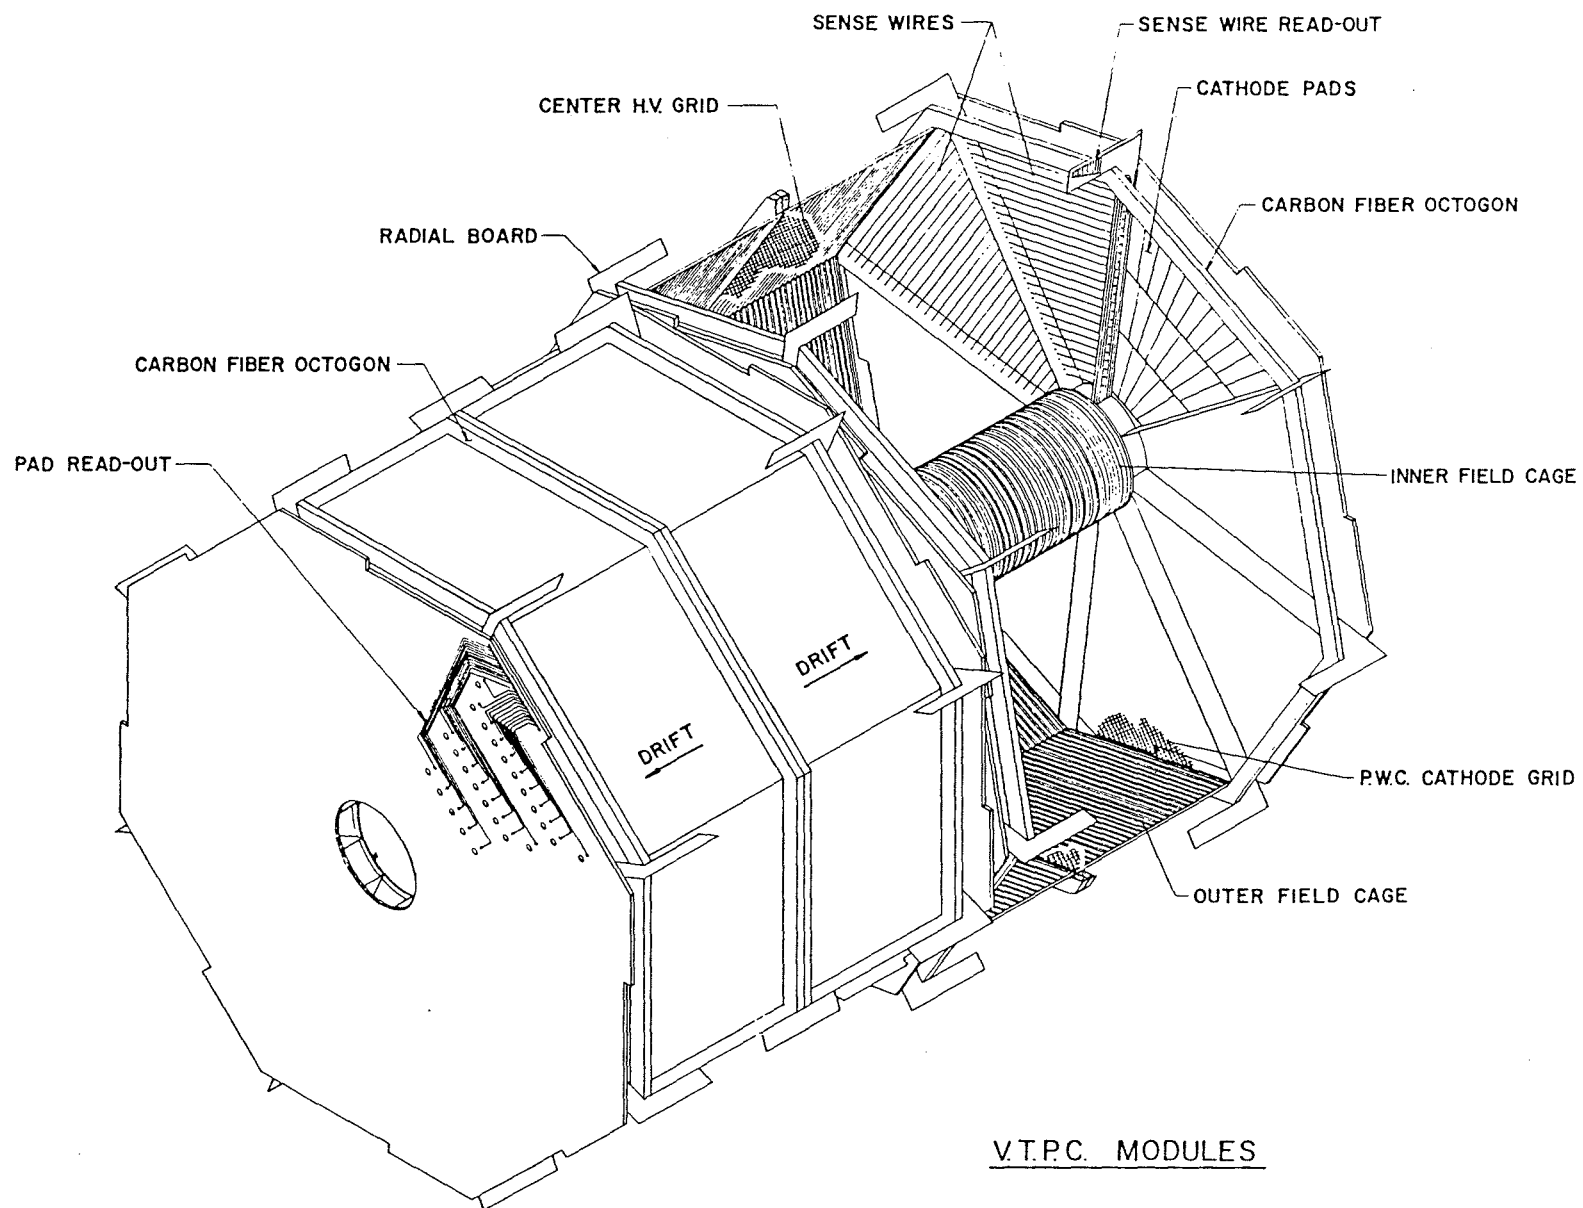 SENSE WIRES
SENSE WIRE READ-OUT
CENTER H.V. GRID
CATHODE PADS
RADIAL BOARD
CARBON FIBER OCTOGON
CARBON FIBER OCTOGON
PAD READ-OUT
INNER FIELD CAGE
DRIFT
DRIFT
P.W.C. CATHODE GRID
OUTER FIELD CAGE
V.T.P.C. MODULES